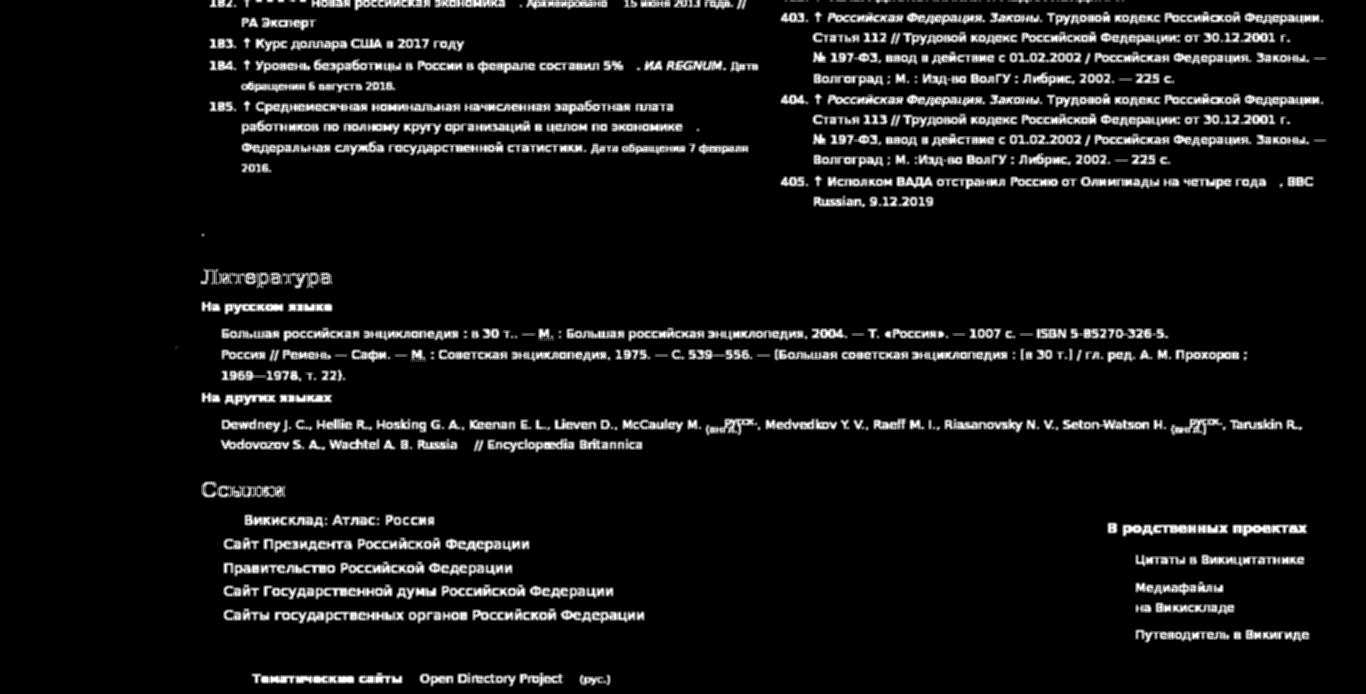 182. ↑ Новая российская экономика . Архивировано 15 июня 2013 года. //
РА Эксперт
183. ↑ Курс доллара США в 2017 году
184. ↑ Уровень безработицы в России в феврале составил 5% . ИА REGNUM. Дата
обращения 6 августа 2018.
185. ↑ Среднемесячная номинальная начисленная заработная плата
работников по полному кругу организаций в целом по экономике .
Федеральная служба государственной статистики. Дата обращения 7 февраля
2016.
403. ↑ Российская Федерация. Законы. Трудовой кодекс Российской Федерации.
Статья 112 // Трудовой кодекс Российской Федерации: от 30.12.2001 г.
№ 197-ФЗ, ввод в действие с 01.02.2002 / Российская Федерация. Законы. —
Волгоград ; М. : Изд-во ВолГУ : Либрис, 2002. — 225 с.
404. ↑ Российская Федерация. Законы. Трудовой кодекс Российской Федерации.
Статья 113 // Трудовой кодекс Российской Федерации: от 30.12.2001 г.
№ 197-ФЗ, ввод в действие с 01.02.2002 / Российская Федерация. Законы. —
Волгоград ; М. :Изд-во ВолГУ : Либрис, 2002. — 225 с.
405. ↑ Исполком ВАДА отстранил Россию от Олимпиады на четыре года , BBC
Russian, 9.12.2019
Литература
На русском языке
Большая российская энциклопедия : в 30 т.. — М. : Большая российская энциклопедия, 2004. — Т. «Россия». — 1007 с. — ISBN 5-85270-326-5.
Россия // Ремень — Сафи. — М. : Советская энциклопедия, 1975. — С. 539—556. — (Большая советская энциклопедия : [в 30 т.] / гл. ред. А. М. Прохоров ;
1969—1978, т. 22).
На других языках
Dewdney J. C., Hellie R., Hosking G. A., Keenan E. L., Lieven D., McCauley M. (англ.)русск., Medvedkov Y. V., Raeff M. I., Riasanovsky N. V., Seton-Watson H. (англ.)русск., Taruskin R.,
Vodovozov S. A., Wachtel A. B. Russia // Encyclopædia Britannica
Ссылки
Викисклад: Атлас: Россия
Сайт Президента Российской Федерации
Правительство Российской Федерации
Сайт Государственной думы Российской Федерации
Сайты государственных органов Российской Федерации
В родственных проектах
Цитаты в Викицитатнике
Медиафайлы
на Викискладе
Путеводитель в Викигиде
Тематические сайты Open Directory Project (рус.)